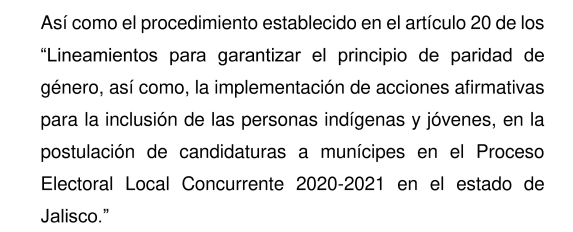 Así como el procedimiento establecido en el artículo 20 de los
“Lineamientos para garantizar el principio de paridad de
género, así como, la implementación de acciones afirmativas
para la inclusión de las personas indígenas y jóvenes, en la
postulación de candidaturas a munícipes en el Proceso
Electoral Local Concurrente 2020-2021 en el estado de
Jalisco.”